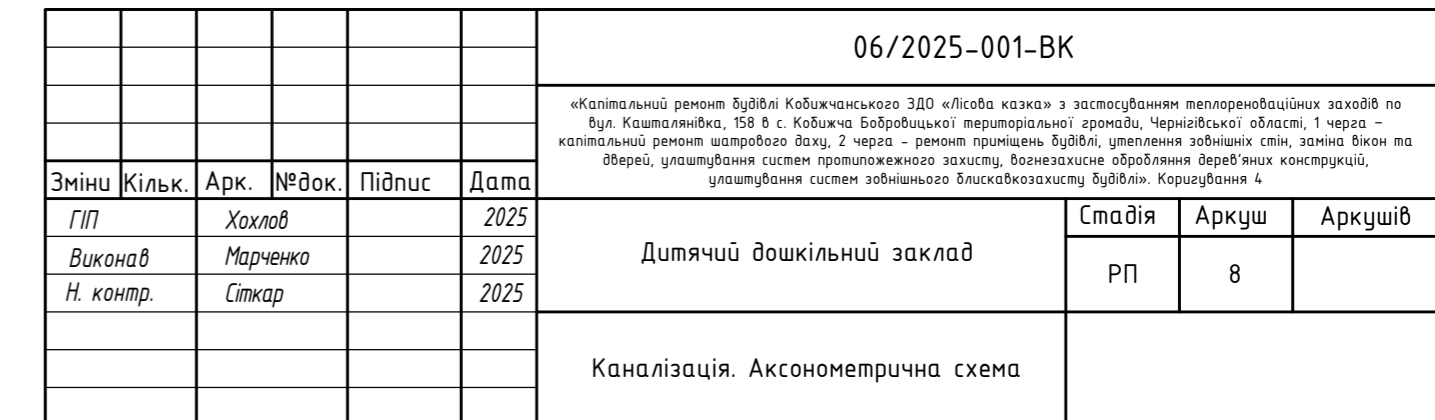 06/2025-001-ВК
«Капітальний ремонт будівлі Кобижчанського ЗДО «Лісова казка» з застосуванням теплореноваційних заходів по
вул. Кашталянівка, 158 в с. Кобижча Бобровицької територіальної громади, Чернігівської області, 1 черга –
капітальний ремонт шатрового даху, 2 черга – ремонт приміщень будівлі, утеплення зовнішніх стін, заміна вікон та
дверей, улаштування систем протипожежного захисту, вогнезахисне обробляння дерев'яних конструкцій,
улаштування систем зовнішнього блискавкозахисту будівлі». Коригування 4
Зміни Кільк. Арк. №док. Підпис Дата
ГІП Хохлов 2025
Виконав Марченко 2025
Н. контр. Сіткар 2025
Дитячий дошкільний заклад
Стадія Аркуш Аркушів
РП 8
Каналізація. Аксонометрична схема